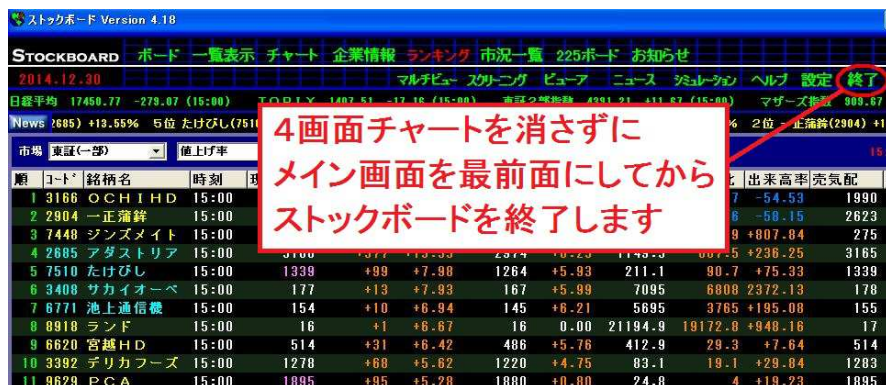 ストックボード Version 4.18
STOCKBOARD ボード 一覧表示 チャート 企業情報 ランキング 市況一覧 225ボード お知らせ
2014.12.30 マルチビュー スクリーニング ビューア ニュース シミュレーション ヘルプ 設定 終了
日経平均 17450.77 -279.07 (15:00) TOPIX 1407.51 -17.16 (15:00) 東証2部指数 4391.21 +11.67 (15:00) マザーズ指数 909.67
News 2685) +13.55% 5位 たけびし(751 % 2位 一正蒲鉾(2904) +1
市場 東証(一部) 値上げ率 15
4画面チャートを消さずに
メイン画面を最前面にしてから
ストックボードを終了します
順 コード 銘柄名 時刻 現 比 出来高率 売気配
1 3166 OCHIHD 15:00 7 -54.53 1990
2 2904 一正蒲鉾 15:00 6 -58.15 2623
3 7448 ジンズメイト 15:00 9 +807.84 275
4 2685 アダストリア 15:00 +236.25 3165
5 7510 たけびし 15:00 1339 +99 +7.98 1264 +5.93 211.1 90.7 +75.33 1339
6 3408 サカイオーベ 15:00 177 +13 +7.93 167 +5.99 7095 6808 2372.13 178
7 6771 池上通信機 15:00 154 +10 +6.94 145 +6.21 5695 3765 +195.08 155
8 8918 ランド 15:00 16 +1 +6.67 16 0.00 21194.9 19172.8 +948.16 17
9 6620 宮越HD 15:00 514 +31 +6.42 486 +5.76 412.9 29.3 +7.64 514
10 3392 デリカフーズ 15:00 1278 +68 +5.62 1220 +4.75 83.1 19.1 +29.84 1283
11 9629 PCA 15:00 1895 +95 +5.28 1880 +0.80 24.8 4 +19.23 1895